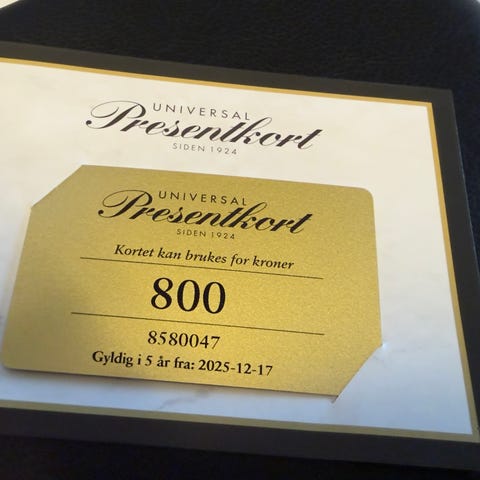 UNIVERSAL
Presentkort
SIDEN 1924
UNIVERSAL
Presentkort
SIDEN 1924
Kortet kan brukes for kroner
800
8580047
Gyldig i 5 år fra: 2025-12-17